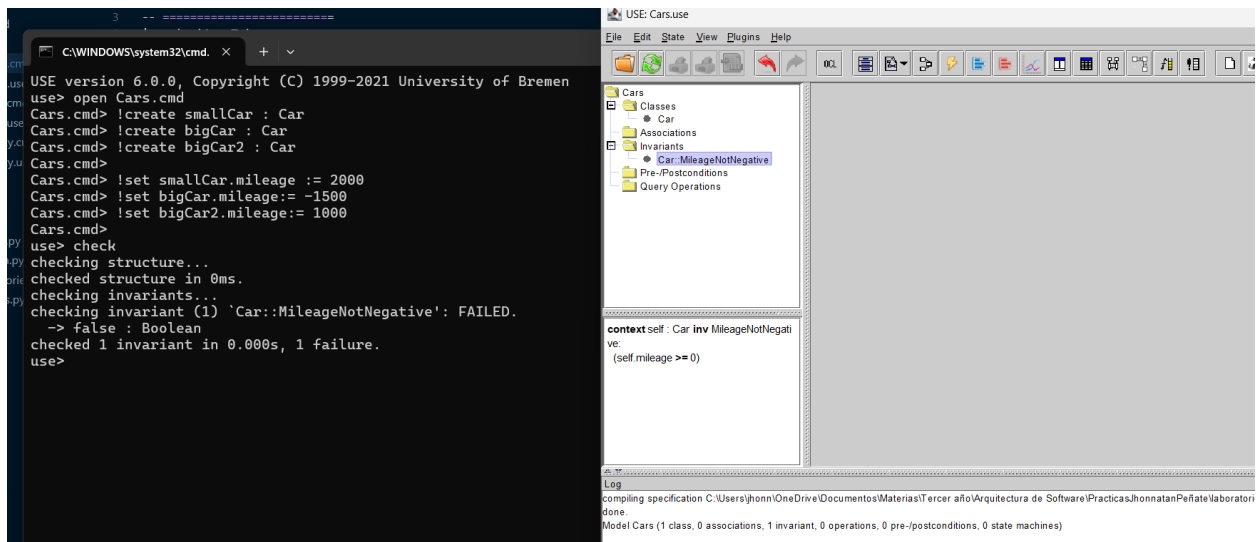 3 -- =========================
C:\WINDOWS\system32\cmd.
USE version 6.0.0, Copyright (C) 1999-2021 University of Bremen
use> open Cars.cmd
Cars.cmd> !create smallCar : Car
Cars.cmd> !create bigCar : Car
Cars.cmd> !create bigCar2 : Car
Cars.cmd>
Cars.cmd> !set smallCar.mileage := 2000
Cars.cmd> !set bigCar.mileage:= -1500
Cars.cmd> !set bigCar2.mileage:= 1000
Cars.cmd>
use> check
checking structure...
checked structure in 0ms.
checking invariants...
checking invariant (1) `Car::MileageNotNegative': FAILED.
-> false : Boolean
checked 1 invariant in 0.000s, 1 failure.
use>
USE: Cars.use
File Edit State View Plugins Help
OCL
Cars
Classes
Car
Associations
Invariants
Car::MileageNotNegative
Pre-/Postconditions
Query Operations
context self : Car inv MileageNotNegati
ve:
(self.mileage >= 0)
Log
compiling specification C:\Users\jhonn\OneDrive\Documentos\Materias\Tercer año\Arquitectura de Software\PracticasJhonnatanPeñate\laboratori
done.
Model Cars (1 class, 0 associations, 1 invariant, 0 operations, 0 pre-/postconditions, 0 state machines)